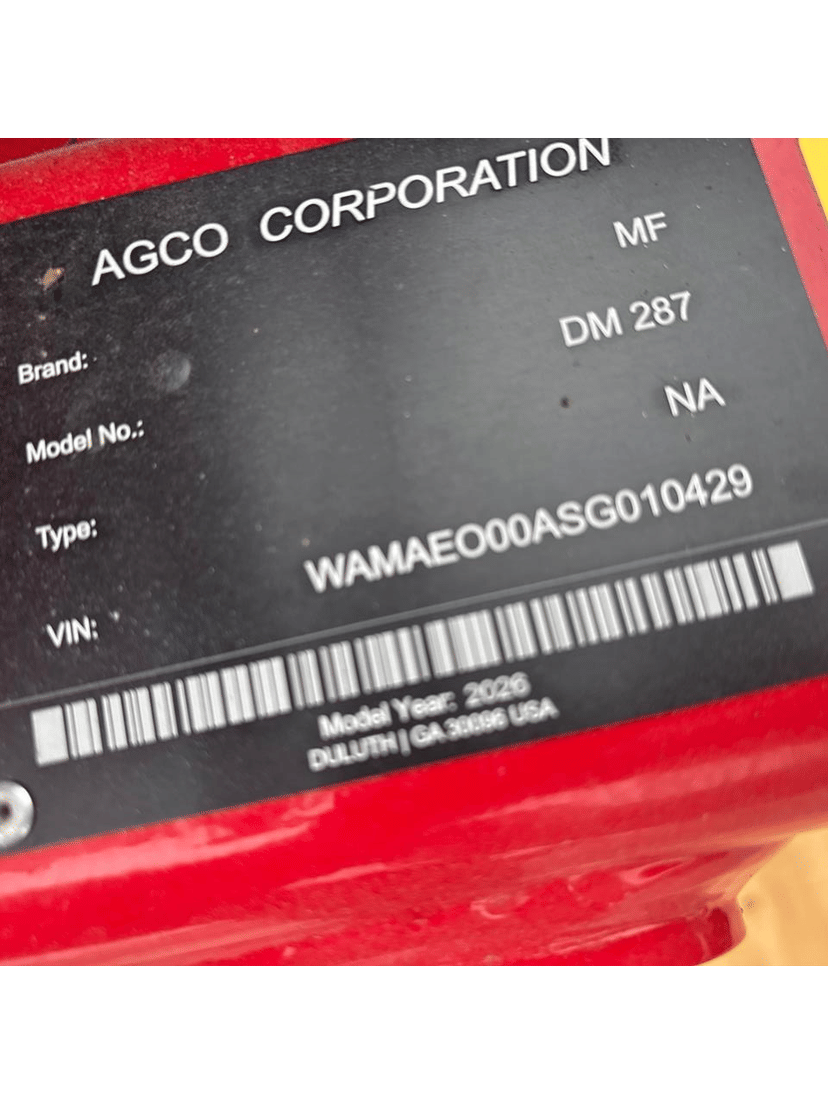 AGCO CORPORATION
Brand: MF
Model No.: DM 287
Type: NA
VIN: WAMAEO00ASG010429
Model Year: 2026
DULUTH | GA 30096 USA